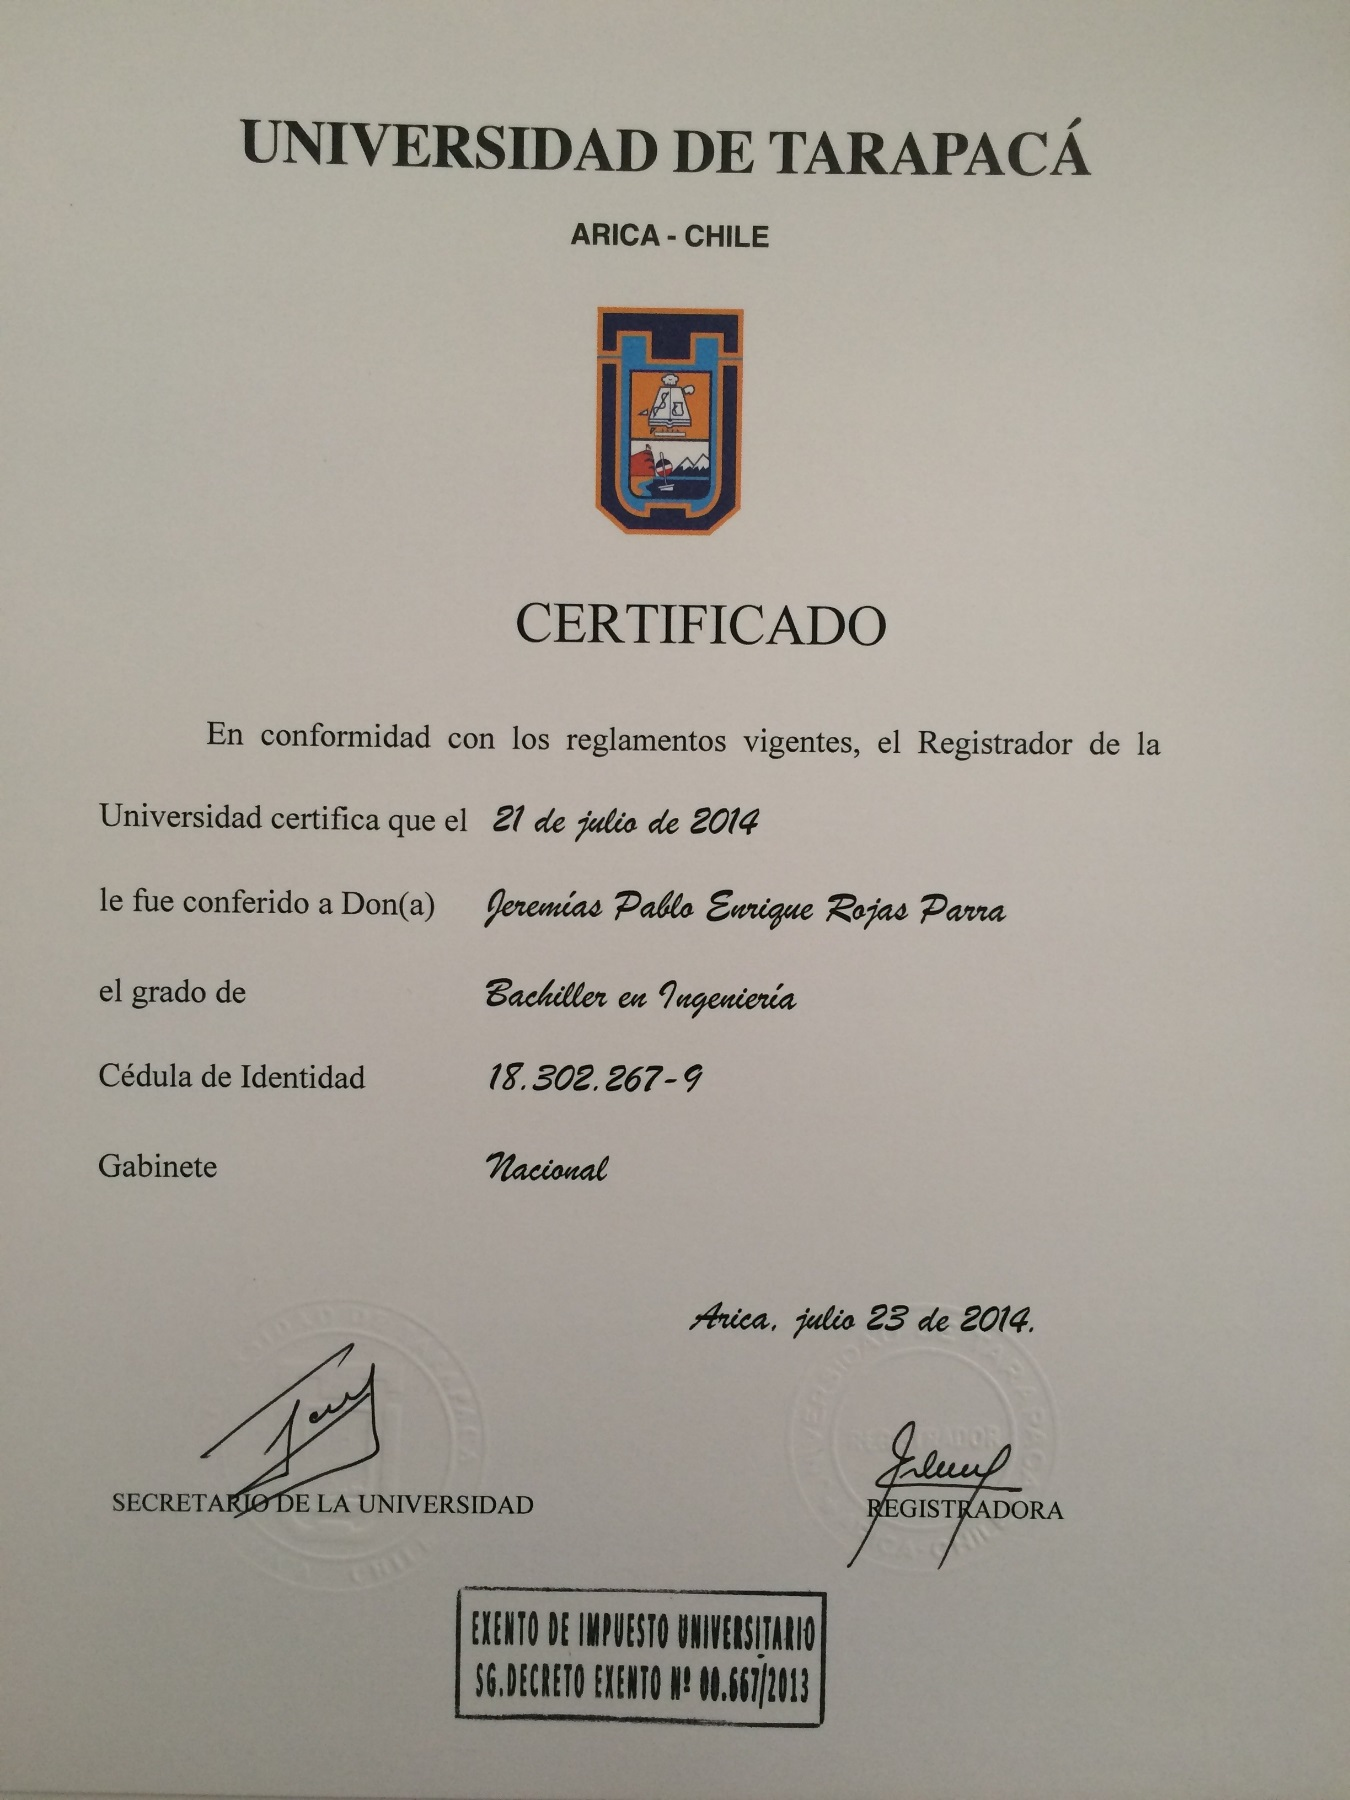 UNIVERSIDAD DE TARAPACÁ
ARICA - CHILE
CERTIFICADO
En conformidad con los reglamentos vigentes, el Registrador de la
Universidad certifica que el 21 de julio de 2014
le fue conferido a Don(a) Jeremías Pablo Enrique Rojas Parra
el grado de Bachiller en Ingeniería
Cédula de Identidad 18.302.267-9
Gabinete Nacional
Arica, julio 23 de 2014.
SECRETARIO DE LA UNIVERSIDAD
REGISTRADORA
EXENTO DE IMPUESTO UNIVERSITARIO
SG.DECRETO EXENTO Nº 00.667/2013